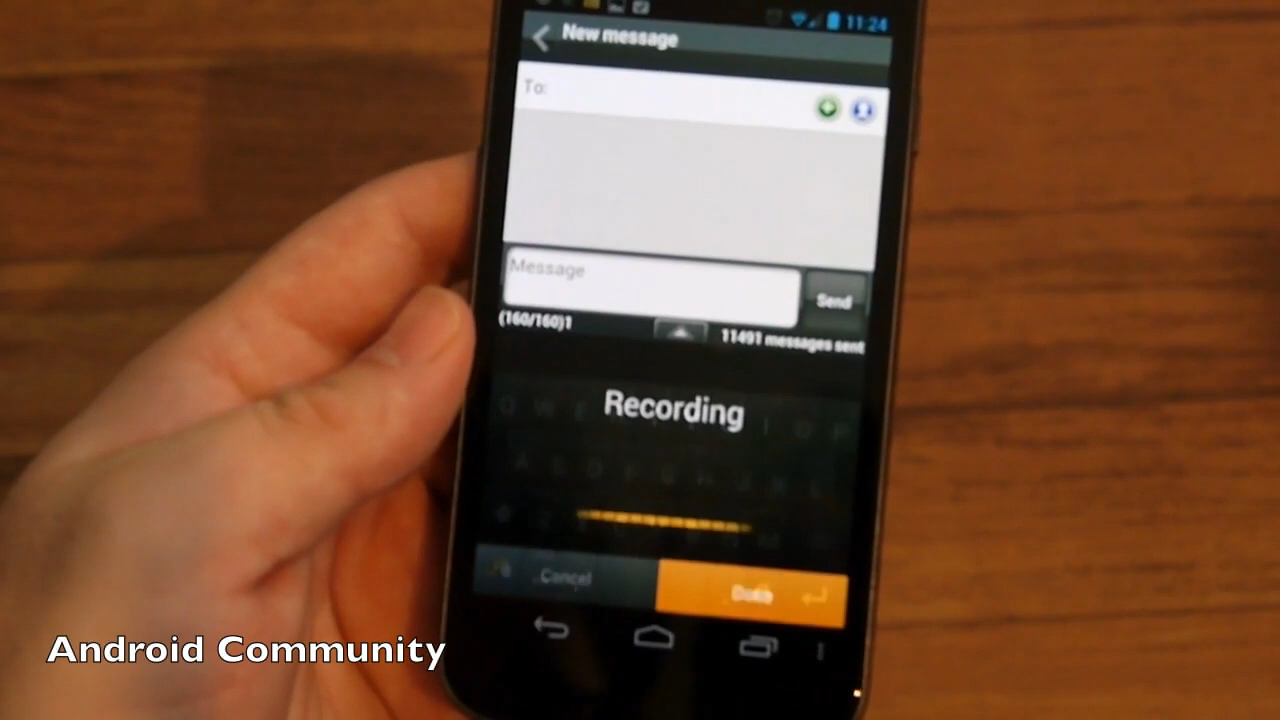 11:24
New message
To:
Message
Send
(160/160)1
11491 messages sent
Recording
Cancel
Done
Android Community